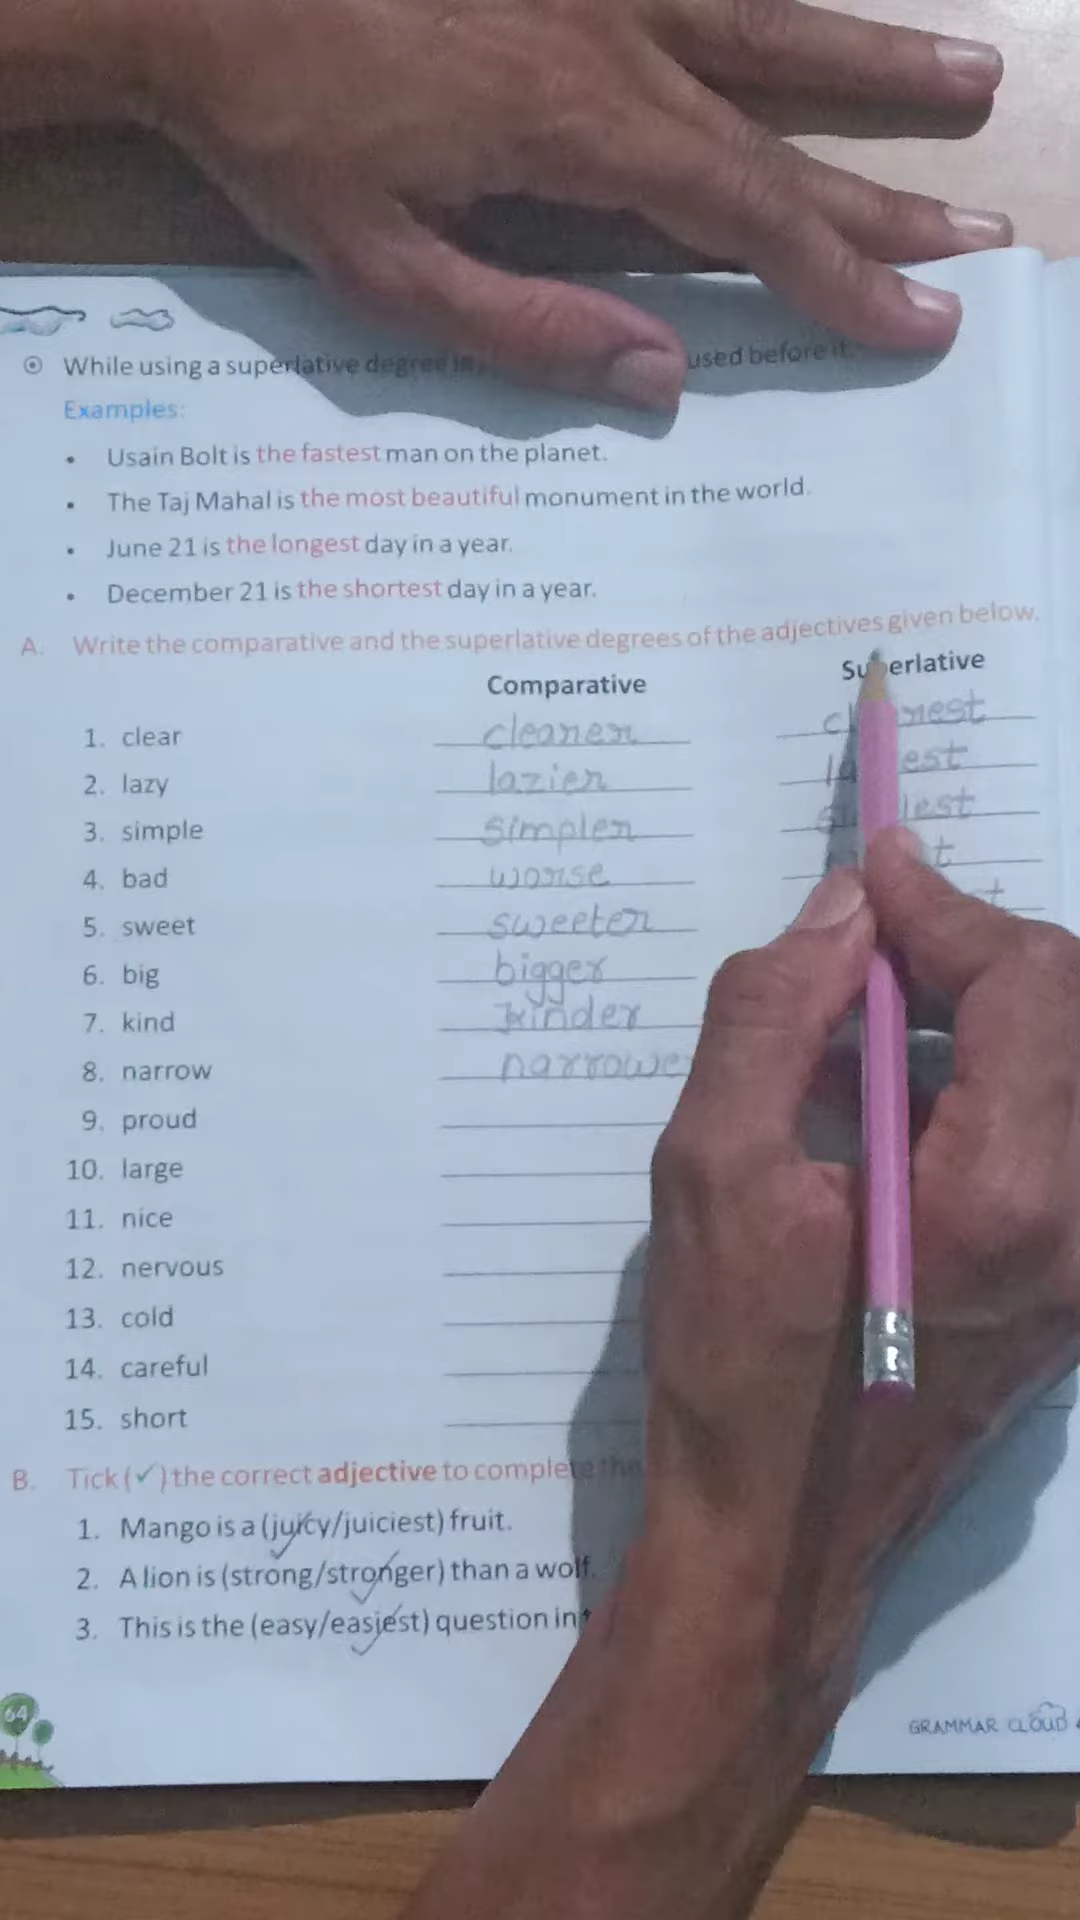 While using a superlative degree used before it.
Examples:
• Usain Bolt is the fastest man on the planet.
• The Taj Mahal is the most beautiful monument in the world.
• June 21 is the longest day in a year.
• December 21 is the shortest day in a year.
A. Write the comparative and the superlative degrees of the adjectives given below.
Comparative Superlative
1. clear cleaner
2. lazy lazier
3. simple simpler
4. bad worse
5. sweet sweeter
6. big bigger
7. kind kinder
8. narrow narrower
9. proud
10. large
11. nice
12. nervous
13. cold
14. careful
15. short
B. Tick (✓) the correct adjective to complete the
1. Mango is a (juicy/juiciest) fruit.
2. A lion is (strong/stronger) than a wolf.
3. This is the (easy/easiest) question in
64
GRAMMAR CLOUD